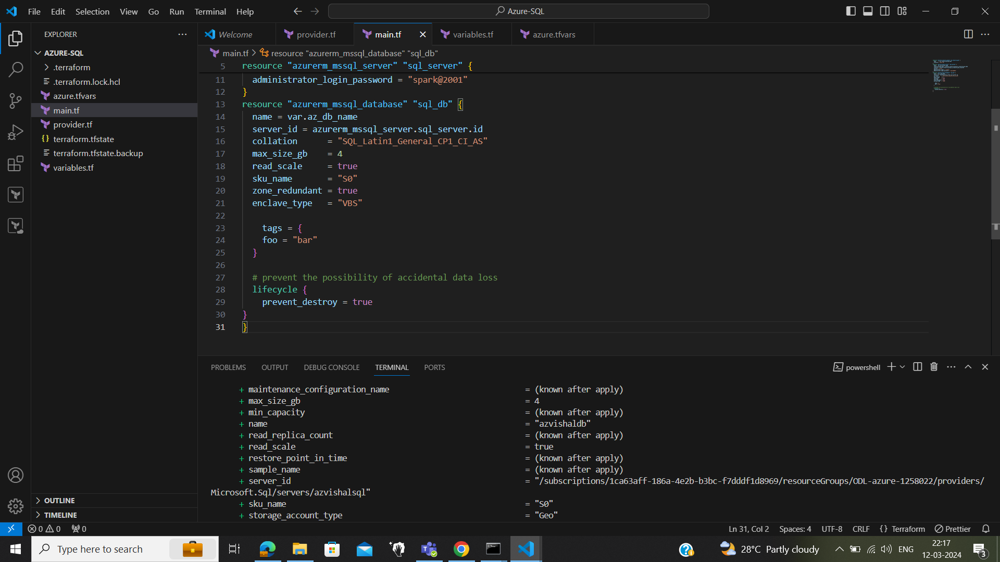 File Edit Selection View Go Run Terminal Help
Azure-SQL
EXPLORER
Welcome
provider.tf
main.tf
variables.tf
azure.tfvars
AZURE-SQL
.terraform
.terraform.lock.hcl
azure.tfvars
main.tf
provider.tf
terraform.tfstate
terraform.tfstate.backup
variables.tf
OUTLINE
TIMELINE
main.tf > resource "azurerm_mssql_database" "sql_db"
5 resource "azurerm_mssql_server" "sql_server" {
11 administrator_login_password = "spark@2001"
12 }
13 resource "azurerm_mssql_database" "sql_db" {
14 name = var.az_db_name
15 server_id = azurerm_mssql_server.sql_server.id
16 collation = "SQL_Latin1_General_CP1_CI_AS"
17 max_size_gb = 4
18 read_scale = true
19 sku_name = "S0"
20 zone_redundant = true
21 enclave_type = "VBS"
22
23 tags = {
24 foo = "bar"
25 }
26
27 # prevent the possibility of accidental data loss
28 lifecycle {
29 prevent_destroy = true
30 }
31 }
PROBLEMS OUTPUT DEBUG CONSOLE TERMINAL PORTS
powershell
+ maintenance_configuration_name = (known after apply)
+ max_size_gb = 4
+ min_capacity = (known after apply)
+ name = "azvishaldb"
+ read_replica_count = (known after apply)
+ read_scale = true
+ restore_point_in_time = (known after apply)
+ sample_name = (known after apply)
+ server_id = "/subscriptions/1ca63aff-186a-4e2b-b3bc-f7dddf1d8969/resourceGroups/ODL-azure-1258022/providers/
Microsoft.Sql/servers/azvishalsql"
+ sku_name = "S0"
+ storage_account_type = "Geo"
0 0 0
Ln 31, Col 2 Spaces: 4 UTF-8 CRLF {} Terraform Prettier
Type here to search
28°C Partly cloudy
ENG
22:17
12-03-2024
3